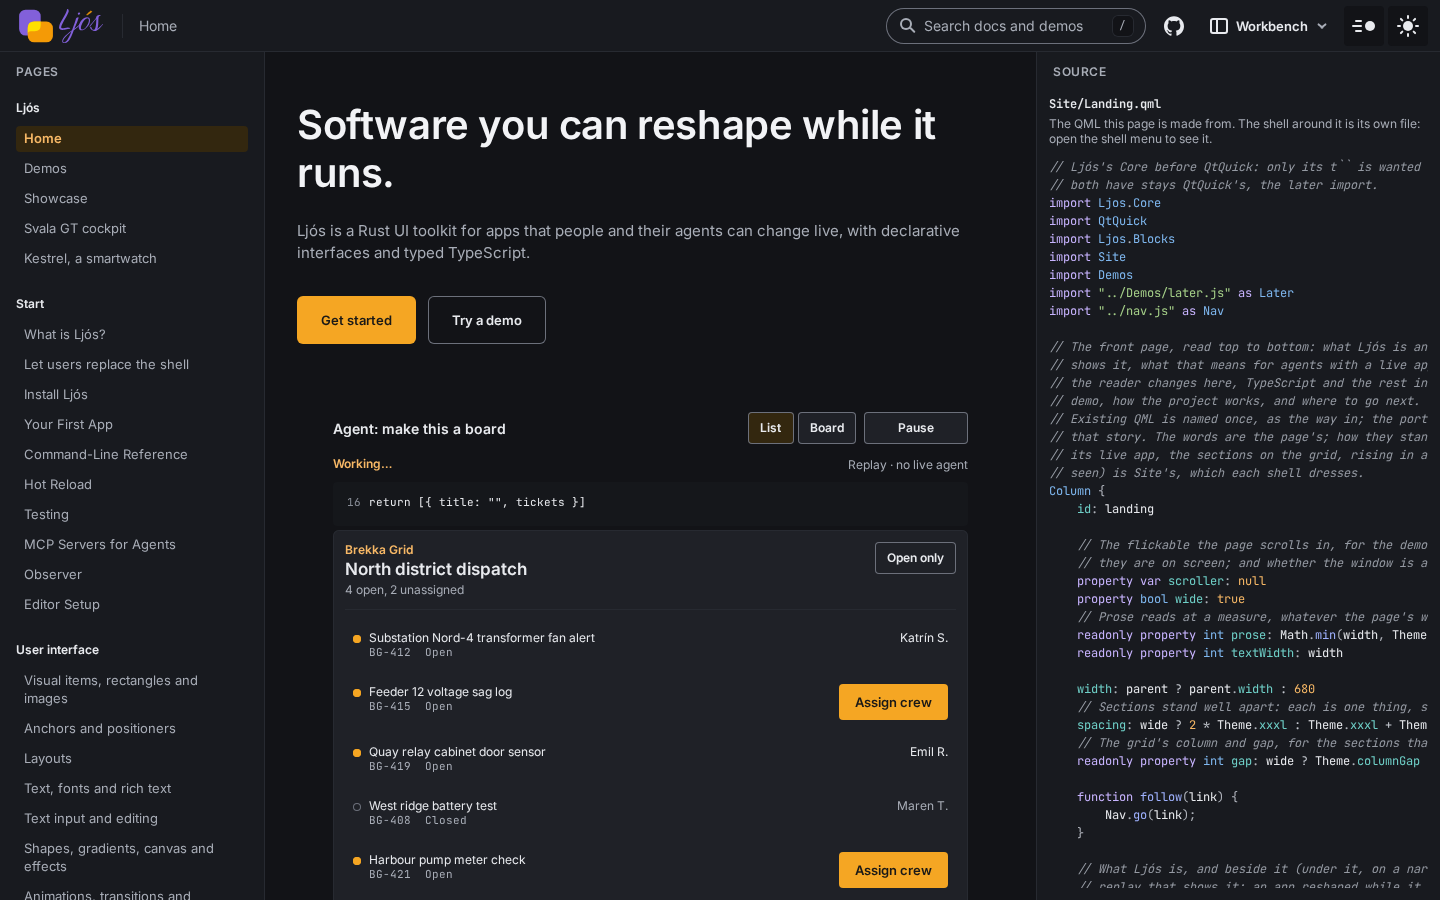 Ljós
Home
Search docs and demos
/
Workbench
PAGES
Ljós
Home
Demos
Showcase
Svala GT cockpit
Kestrel, a smartwatch
Start
What is Ljós?
Let users replace the shell
Install Ljós
Your First App
Command-Line Reference
Hot Reload
Testing
MCP Servers for Agents
Observer
Editor Setup
User interface
Visual items, rectangles and
images
Anchors and positioners
Layouts
Text, fonts and rich text
Text input and editing
Shapes, gradients, canvas and
effects
Animations, transitions and
Software you can reshape while it
runs.
Ljós is a Rust UI toolkit for apps that people and their agents can change live, with declarative
interfaces and typed TypeScript.
Get started
Try a demo
Agent: make this a board
List
Board
Pause
Working...
Replay · no live agent
16 return [{ title: "", tickets }]
Brekka Grid
North district dispatch
4 open, 2 unassigned
Open only
Substation Nord-4 transformer fan alert
BG-412 Open
Katrín S.
Feeder 12 voltage sag log
BG-415 Open
Assign crew
Quay relay cabinet door sensor
BG-419 Open
Emil R.
West ridge battery test
BG-408 Closed
Maren T.
Harbour pump meter check
BG-421 Open
Assign crew
SOURCE
Site/Landing.qml
The QML this page is made from. The shell around it is its own file:
open the shell menu to see it.
// Ljós's Core before QtQuick: only its t`` is wanted
// both have stays QtQuick's, the later import.
import Ljos.Core
import QtQuick
import Ljos.Blocks
import Site
import Demos
import "../Demos/later.js" as Later
import "../nav.js" as Nav
// The front page, read top to bottom: what Ljós is an
// shows it, what that means for agents with a live ap
// the reader changes here, TypeScript and the rest in
// demo, how the project works, and where to go next.
// Existing QML is named once, as the way in; the port
// that story. The words are the page's; how they stan
// its live app, the sections on the grid, rising in a
// seen) is Site's, which each shell dresses.
Column {
id: landing
// The flickable the page scrolls in, for the demo
// they are on screen; and whether the window is a
property var scroller: null
property bool wide: true
// Prose reads at a measure, whatever the page's w
readonly property int prose: Math.min(width, Theme
readonly property int textWidth: width
width: parent ? parent.width : 680
// Sections stand well apart: each is one thing, s
spacing: wide ? 2 * Theme.xxxl : Theme.xxxl + Them
// The grid's column and gap, for the sections tha
readonly property int gap: wide ? Theme.columnGap
function follow(link) {
Nav.go(link);
}
// What Ljós is, and beside it (under it, on a nar
// replay that shows it: an app reshaped while it